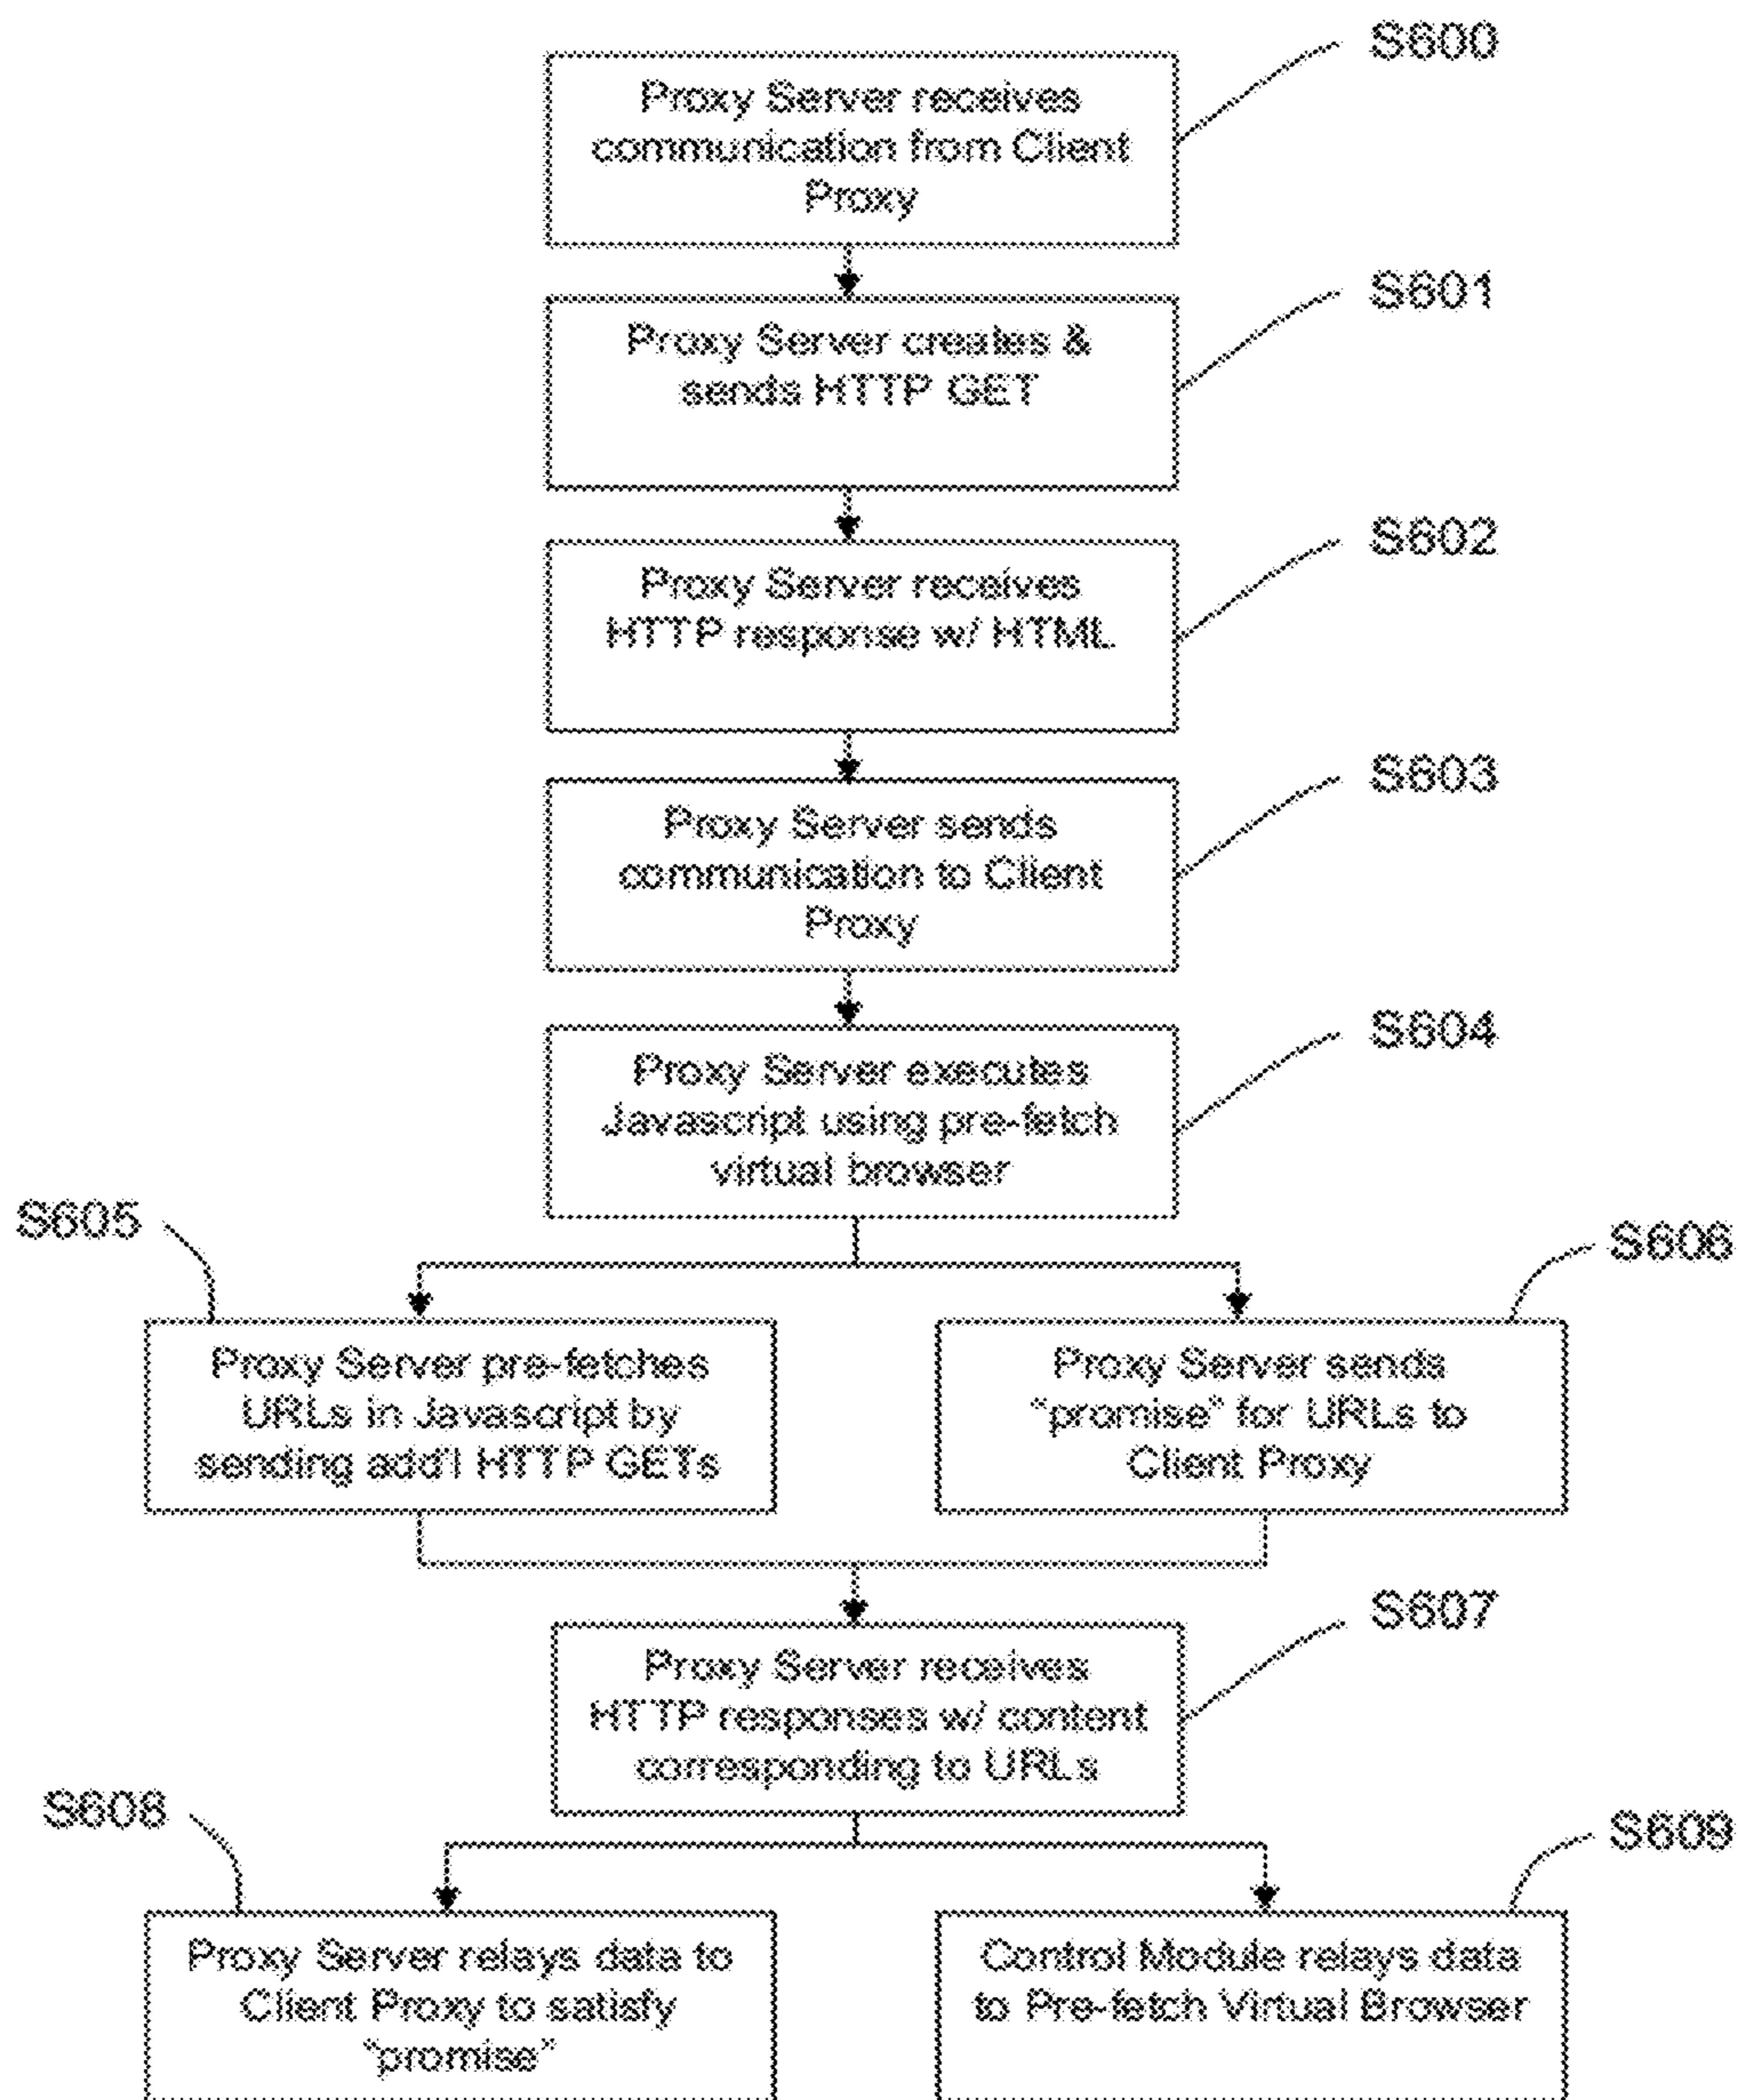 S600
Proxy Server receives
communication from Client
Proxy
S601
Proxy Server creates &
sends HTTP GET
S602
Proxy Server receives
HTTP response w/ HTML
S603
Proxy Server sends
communication to Client
Proxy
S604
Proxy Server executes
Javascript using pre-fetch
virtual browser
S605
S606
Proxy Server pre-fetches
URLs in Javascript by
sending add'l HTTP GETs
Proxy Server sends
"promise" for URLs to
Client Proxy
S607
Proxy Server receives
HTTP responses w/ content
corresponding to URLs
S608
S609
Proxy Server relays data to
Client Proxy to satisfy
"promise"
Control Module relays data
to Pre-fetch Virtual Browser